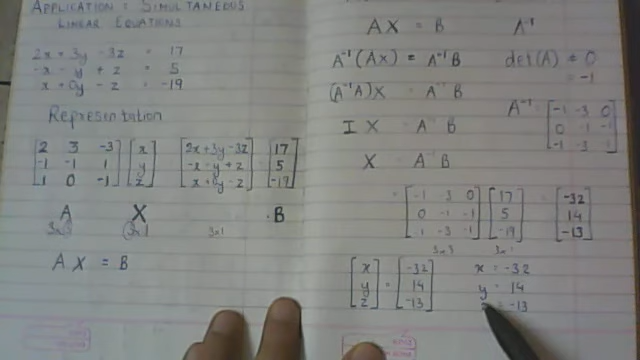 APPLICATION : SIMULTANEOUS
LINEAR EQUATIONS
2x + 3y - 3z = 17
-x - y + z = 5
x + 0y - z = -19
Representation
[2 3 -3] [x] [2x+3y-3z] = [17]
[-1 -1 1] [y] [-x-y+z] [5]
[1 0 -1] [z] [x+0y-z] [-19]
A X B
3x3 3x1 3x1
AX = B
AX = B A⁻¹
A⁻¹(AX) = A⁻¹B det(A) ≠ 0
= -1
(A⁻¹A)X = A⁻¹B
A⁻¹ = [-1 -3 0]
[0 -1 -1]
[-1 -3 1]
IX = A⁻¹B
X = A⁻¹B
= [-1 3 0] [17] = [-32]
[0 -1 -1] [5] [14]
[1 -3 -1] [-19] [-13]
3x3 3x1
[x] = [-32] x = -32
[y] [14] y = 14
[z] [-13] = -13